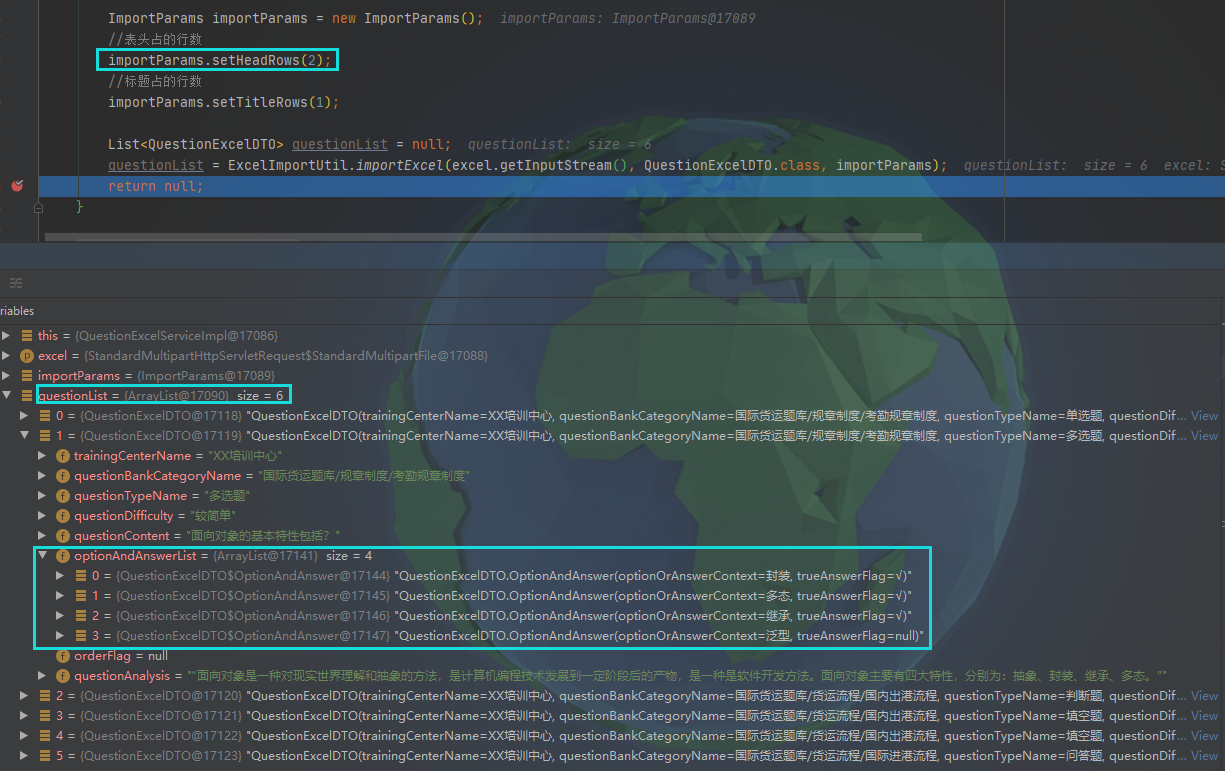 ImportParams importParams = new ImportParams(); importParams: ImportParams@17089
//表头占的行数
importParams.setHeadRows(2);
//标题占的行数
importParams.setTitleRows(1);
List<QuestionExcelDTO> questionList = null; questionList: size = 6
questionList = ExcelImportUtil.importExcel(excel.getInputStream(), QuestionExcelDTO.class, importParams); questionList: size = 6 excel: S
return null;
}
riables
this = {QuestionExcelServiceImpl@17086}
excel = {StandardMultipartHttpServletRequest$StandardMultipartFile@17088}
importParams = {ImportParams@17089}
questionList = {ArrayList@17090} size = 6
0 = {QuestionExcelDTO@17118} "QuestionExcelDTO(trainingCenterName=XX培训中心, questionBankCategoryName=国际货运题库/规章制度/考勤规章制度, questionTypeName=单选题, questionDif... View
1 = {QuestionExcelDTO@17119} "QuestionExcelDTO(trainingCenterName=XX培训中心, questionBankCategoryName=国际货运题库/规章制度/考勤规章制度, questionTypeName=多选题, questionDif... View
trainingCenterName = "XX培训中心"
questionBankCategoryName = "国际货运题库/规章制度/考勤规章制度"
questionTypeName = "多选题"
questionDifficulty = "较简单"
questionContent = "面向对象的基本特性包括？"
optionAndAnswerList = {ArrayList@17141} size = 4
0 = {QuestionExcelDTO$OptionAndAnswer@17144} "QuestionExcelDTO.OptionAndAnswer(optionOrAnswerContext=封装, trueAnswerFlag=√)"
1 = {QuestionExcelDTO$OptionAndAnswer@17145} "QuestionExcelDTO.OptionAndAnswer(optionOrAnswerContext=多态, trueAnswerFlag=√)"
2 = {QuestionExcelDTO$OptionAndAnswer@17146} "QuestionExcelDTO.OptionAndAnswer(optionOrAnswerContext=继承, trueAnswerFlag=√)"
3 = {QuestionExcelDTO$OptionAndAnswer@17147} "QuestionExcelDTO.OptionAndAnswer(optionOrAnswerContext=泛型, trueAnswerFlag=null)"
orderFlag = null
questionAnalysis = "“面向对象是一种对现实世界理解和抽象的方法，是计算机编程技术发展到一定阶段后的产物，是一种是软件开发方法。面向对象主要有四大特性，分别为：抽象、封装、继承、多态。”"
2 = {QuestionExcelDTO@17120} "QuestionExcelDTO(trainingCenterName=XX培训中心, questionBankCategoryName=国际货运题库/货运流程/国内出港流程, questionTypeName=判断题, questionDif... View
3 = {QuestionExcelDTO@17121} "QuestionExcelDTO(trainingCenterName=XX培训中心, questionBankCategoryName=国际货运题库/货运流程/国内出港流程, questionTypeName=填空题, questionDif... View
4 = {QuestionExcelDTO@17122} "QuestionExcelDTO(trainingCenterName=XX培训中心, questionBankCategoryName=国际货运题库/货运流程/国内出港流程, questionTypeName=填空题, questionDif... View
5 = {QuestionExcelDTO@17123} "QuestionExcelDTO(trainingCenterName=XX培训中心, questionBankCategoryName=国际货运题库/货运流程/国际进港流程, questionTypeName=问答题, questionDif... View